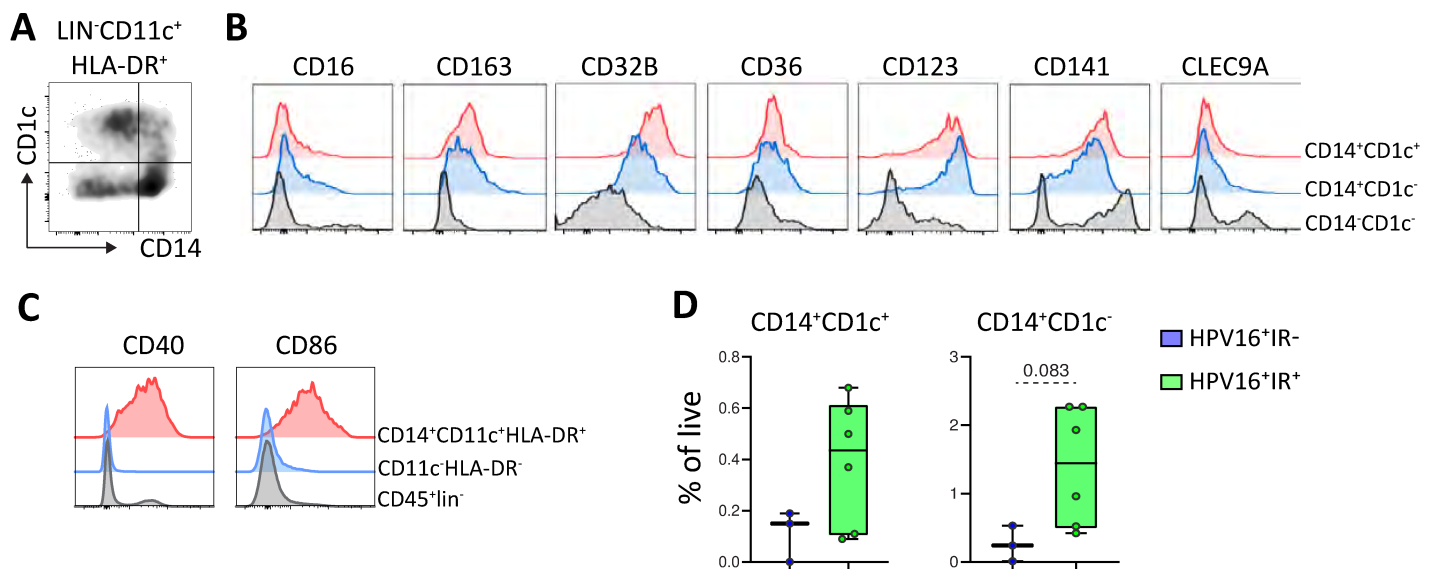 A
LIN⁻CD11c⁺
HLA-DR⁺
CD1c
CD14
B
CD16
CD163
CD32B
CD36
CD123
CD141
CLEC9A
CD14⁺CD1c⁺
CD14⁺CD1c⁻
CD14⁻CD1c⁻
C
CD40
CD86
CD14⁺CD11c⁺HLA-DR⁺
CD11c⁻HLA-DR⁻
CD45⁺lin⁻
D
CD14⁺CD1c⁺
% of live
0.8
0.6
0.4
0.2
0.0
CD14⁺CD1c⁻
3
2
1
0
0.083
HPV16⁺IR-
HPV16⁺IR⁺